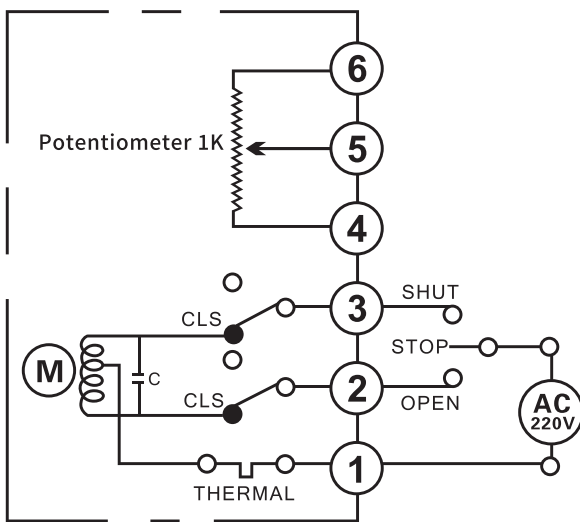 6
Potentiometer 1K
5
4
SHUT
3
CLS
STOP
M
C
2
CLS
OPEN
AC
220V
1
THERMAL